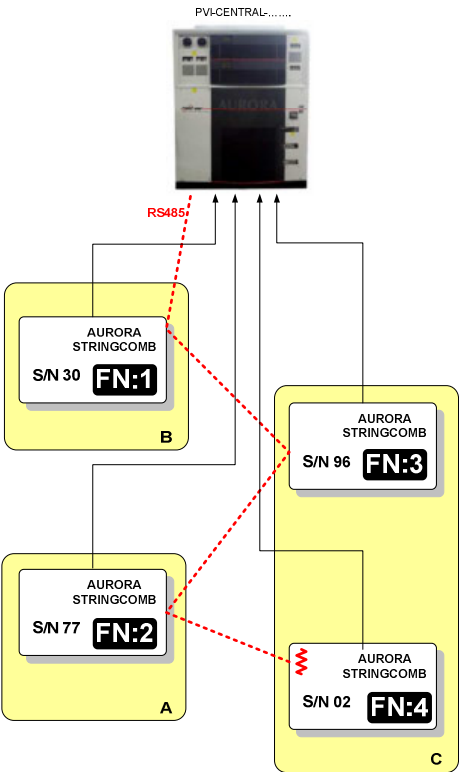 PVI-CENTRAL-.......
AURORA
RS485
AURORA
STRINGCOMB
S/N 30
FN:1
B
AURORA
STRINGCOMB
S/N 96
FN:3
AURORA
STRINGCOMB
S/N 77
FN:2
A
AURORA
STRINGCOMB
S/N 02
FN:4
C